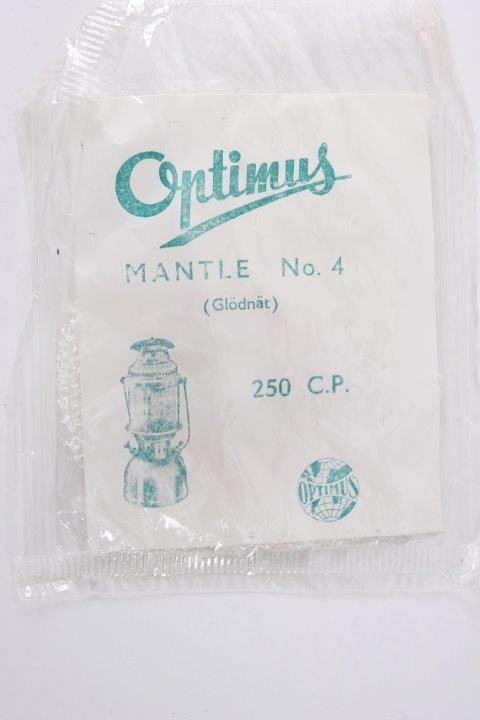 Optimus
MANTLE No. 4
(Glödnät)
250 C.P.
OPTIMUS